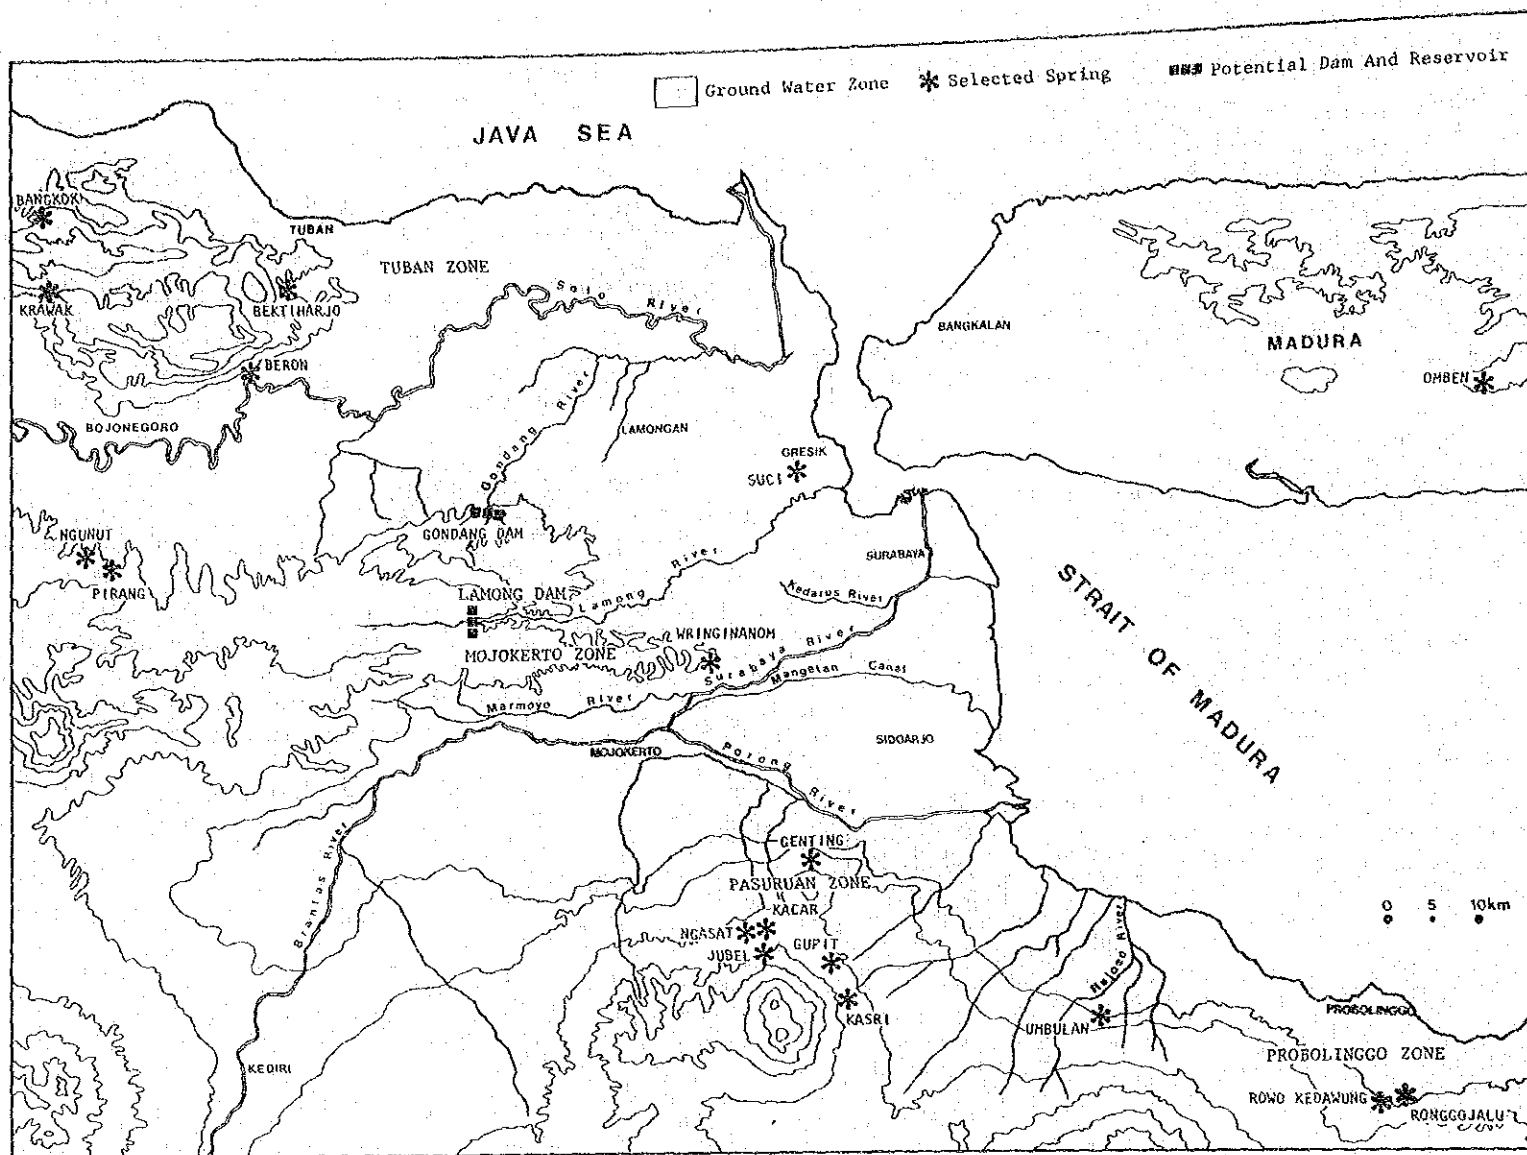 Ground Water Zone
Selected Spring
Potential Dam And Reservoir
JAVA SEA
BANGKOK
TUBAN
TUBAN ZONE
Solo River
KRAWAK
BEKTIHARJO
BANGKALAN
MADURA
BERON
OMBEN
BOJONEGORO
Gondang River
LAMONGAN
GRESIK
SUCI
NGUNUT
GONDANG DAM
SURABAYA
PIRANG
LAMONG DAM
Lamong River
Kedarus River
STRAIT OF MADURA
MOJOKERTO ZONE
WRINGINANOM
Surabaya River
Mangetan Canal
Marmoyo River
MOJOKERTO
SIDOARJO
Porong River
Brantas River
GENTING
PASURUAN ZONE
KACAR
NGASAT
GUPIT
JUBEL
0 5 10km
KASRI
Rejoso River
UMBULAN
PROBOLINGGO
PROBOLINGGO ZONE
KEDIRI
ROWO KEDAWUNG
RONGGOJALU